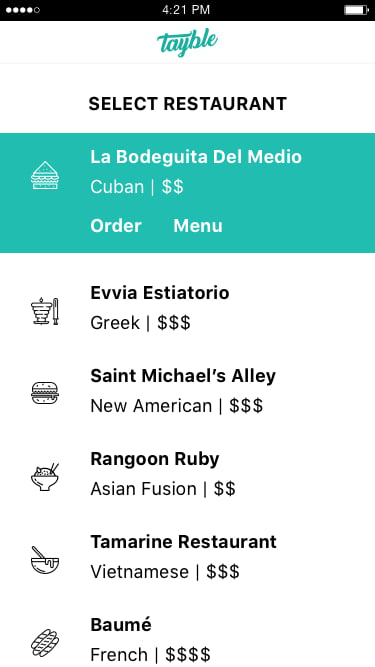 4:21 PM
tayble
SELECT RESTAURANT
La Bodeguita Del Medio
Cuban | $$
Order Menu
Evvia Estiatorio
Greek | $$$
Saint Michael’s Alley
New American | $$$
Rangoon Ruby
Asian Fusion | $$
Tamarine Restaurant
Vietnamese | $$$
Baumé
French | $$$$